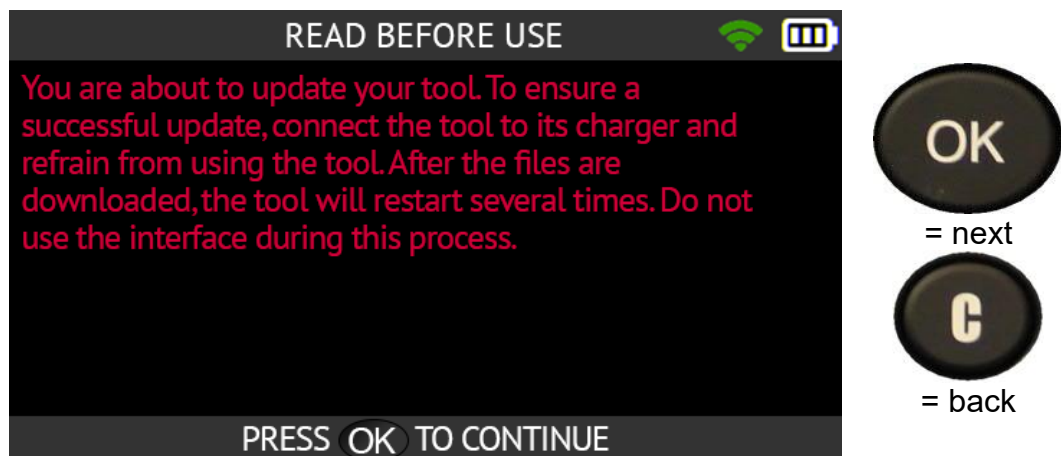 READ BEFORE USE
You are about to update your tool. To ensure a
successful update, connect the tool to its charger and
refrain from using the tool. After the files are
downloaded, the tool will restart several times. Do not
use the interface during this process.
PRESS OK TO CONTINUE
OK
= next
C
= back